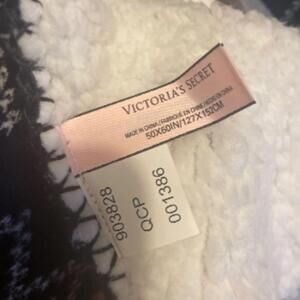 VICTORIA'S SECRET
MADE IN CHINA / FABRIQUÉ EN CHINE / HECHO EN CHINA
50X60IN/127X152CM
903828
QCP
001386